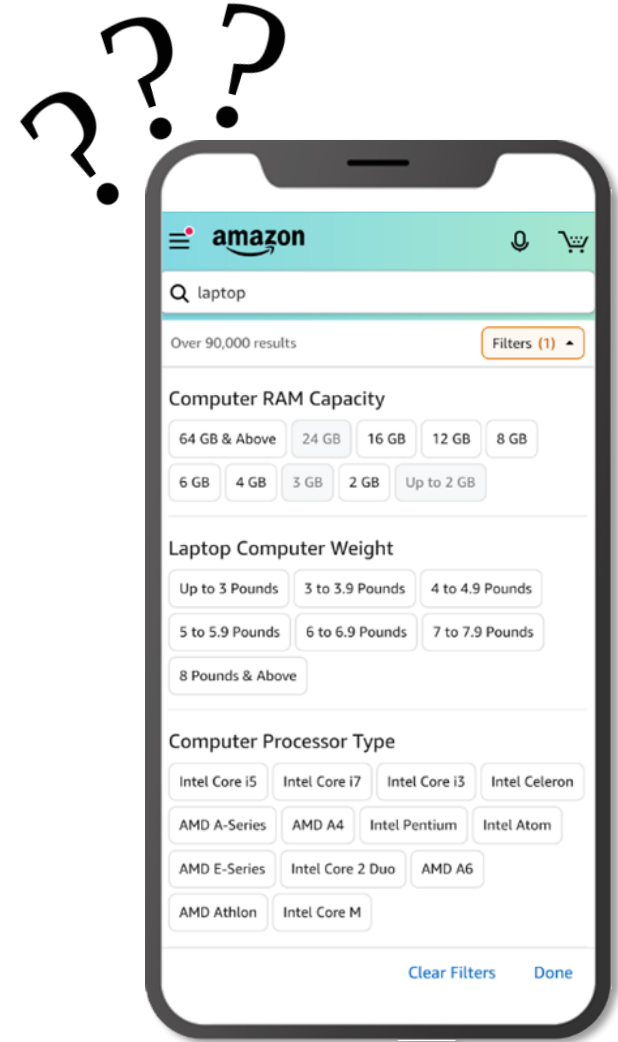 ???
amazon
laptop
Over 90,000 results Filters (1)
Computer RAM Capacity
64 GB & Above 24 GB 16 GB 12 GB 8 GB
6 GB 4 GB 3 GB 2 GB Up to 2 GB
Laptop Computer Weight
Up to 3 Pounds 3 to 3.9 Pounds 4 to 4.9 Pounds
5 to 5.9 Pounds 6 to 6.9 Pounds 7 to 7.9 Pounds
8 Pounds & Above
Computer Processor Type
Intel Core i5 Intel Core i7 Intel Core i3 Intel Celeron
AMD A-Series AMD A4 Intel Pentium Intel Atom
AMD E-Series Intel Core 2 Duo AMD A6
AMD Athlon Intel Core M
Clear Filters Done